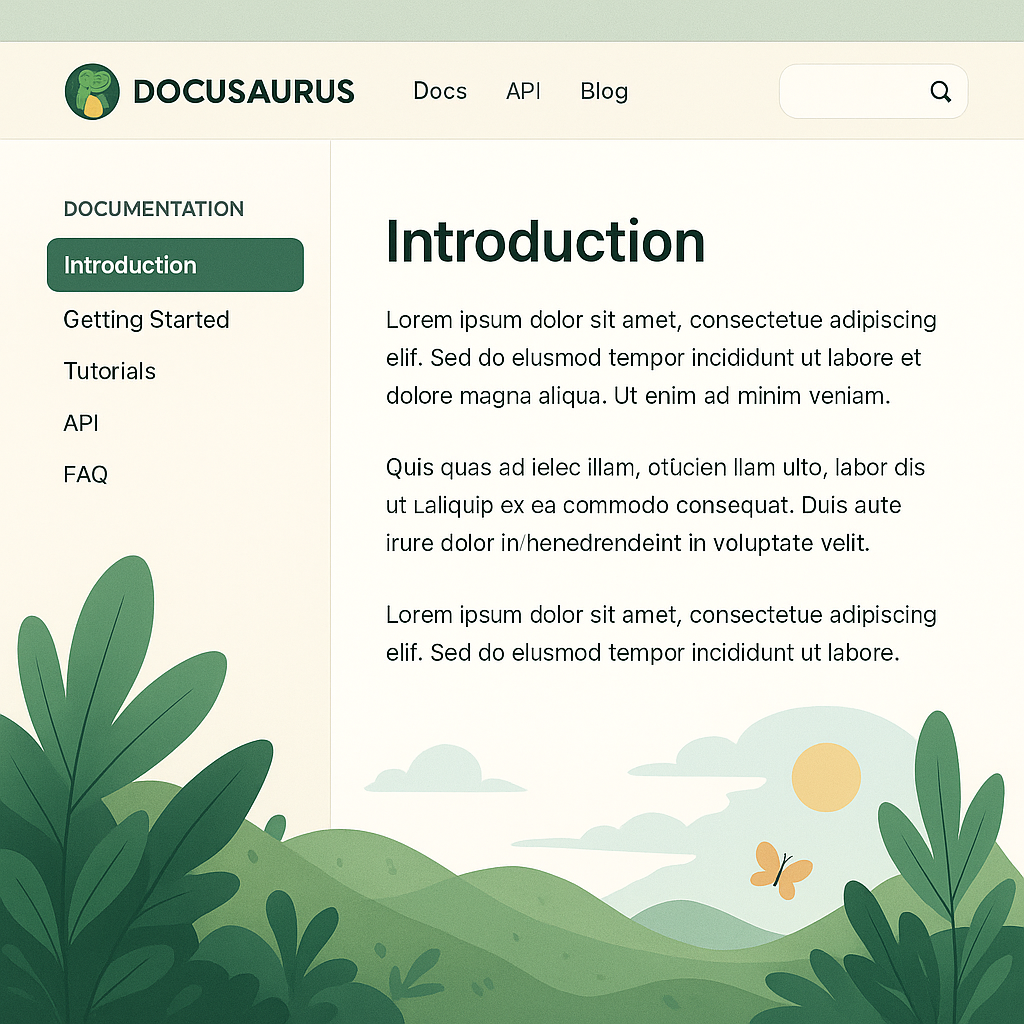 DOCUSAURUS
Docs
API
Blog
DOCUMENTATION
Introduction
Getting Started
Tutorials
API
FAQ
Introduction
Lorem ipsum dolor sit amet, consectetue adipiscing
elif. Sed do elusmod tempor incididunt ut labore et
dolore magna aliqua. Ut enim ad minim veniam.
Quis quas ad ielec illam, llam ulto, labor dis
ut ʟaliquip ex ea commodo consequat. Duis aute
irure dolor in/henedrendeint in voluptate velit.
Lorem ipsum dolor sit amet, consectetue adipiscing
elif. Sed do elusmod tempor incididunt ut labore.